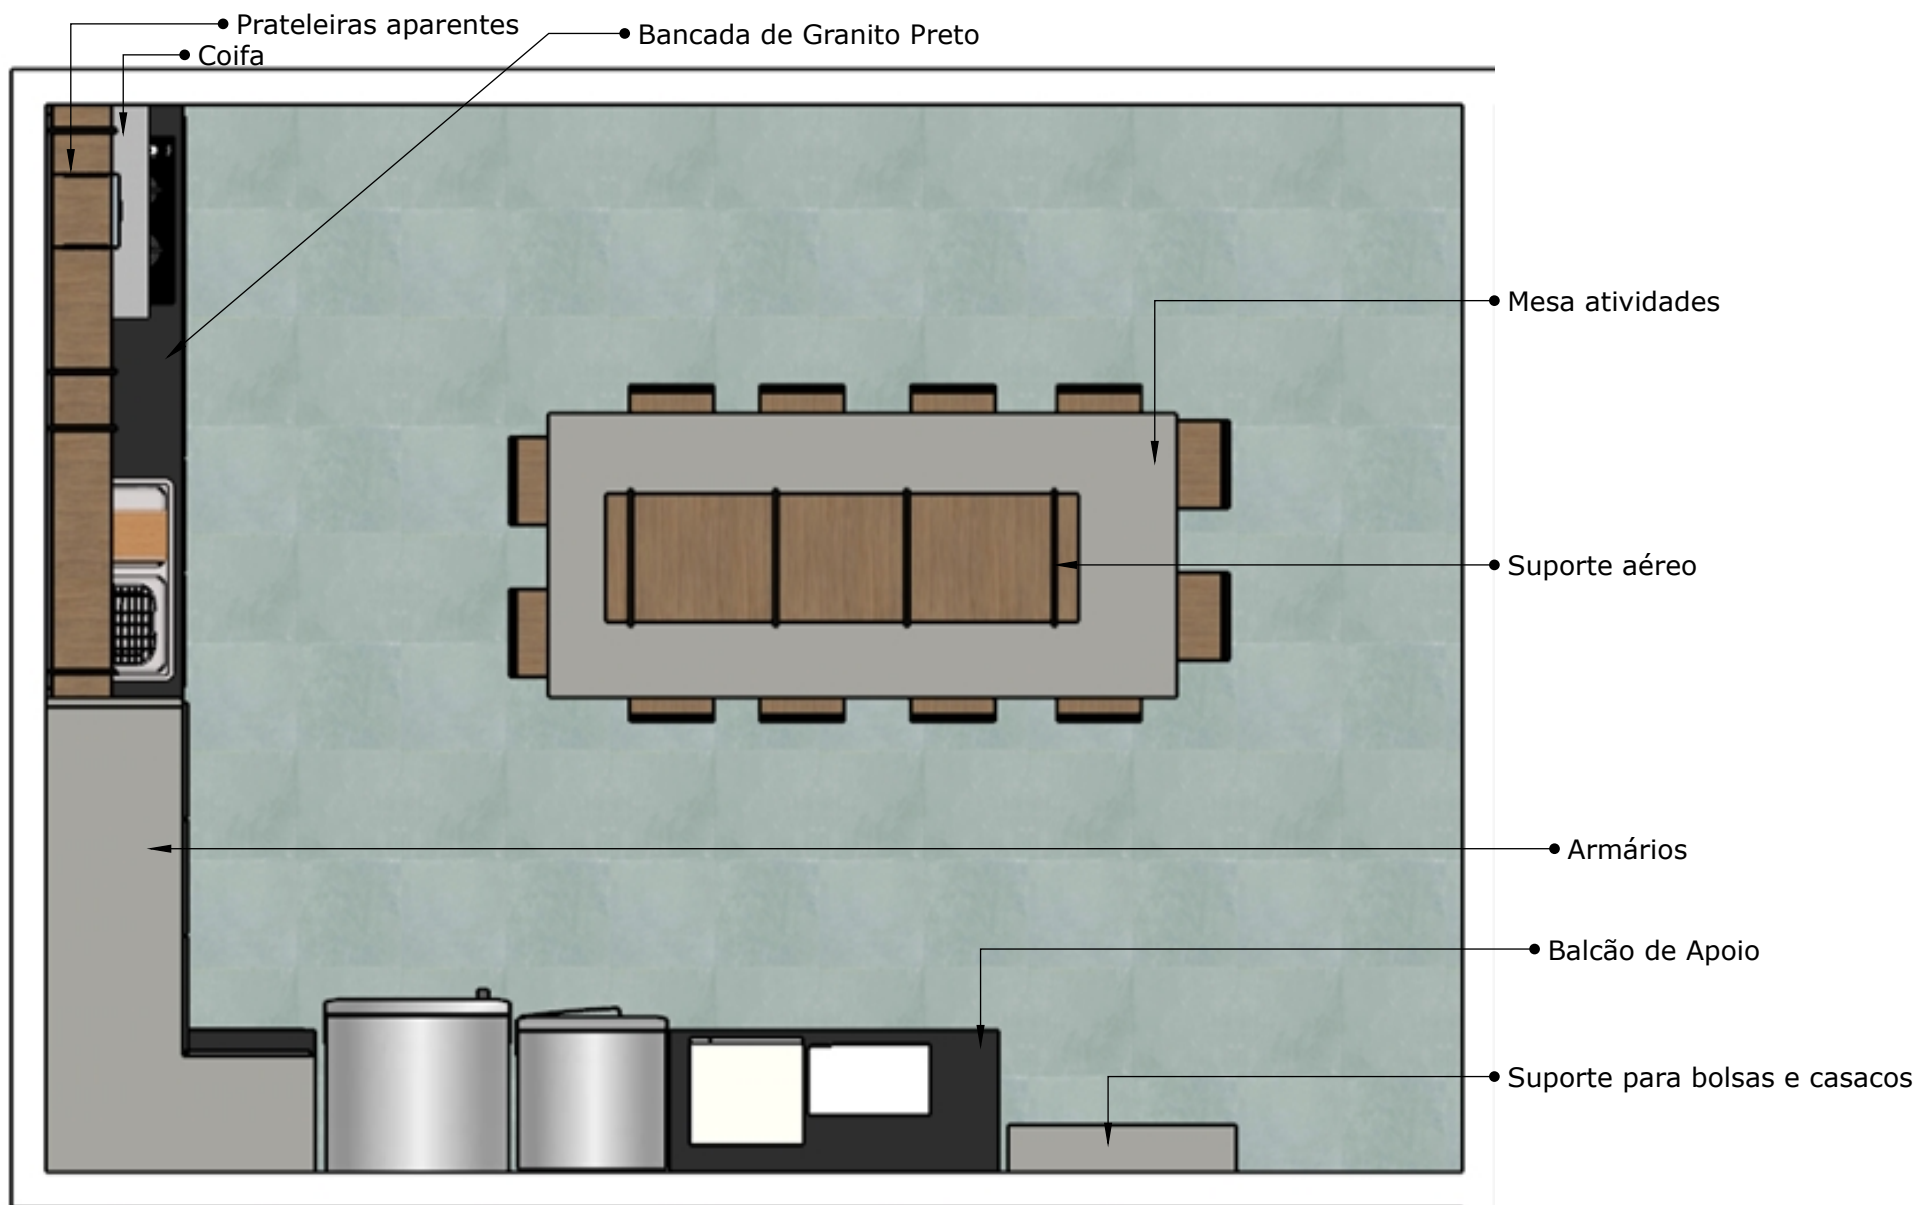 Prateleiras aparentes
Bancada de Granito Preto
Coifa
Mesa atividades
Suporte aéreo
Armários
Balcão de Apoio
Suporte para bolsas e casacos